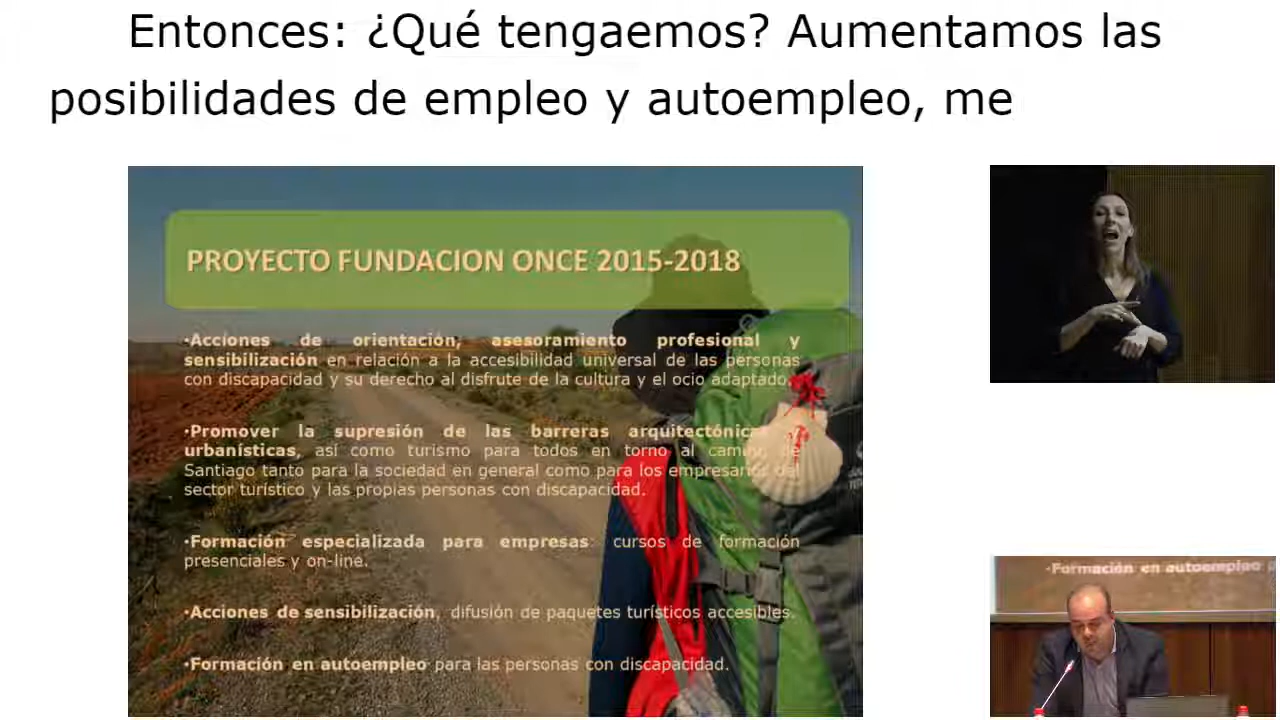 Entonces: ¿Qué tengaemos? Aumentamos las
posibilidades de empleo y autoempleo, me
PROYECTO FUNDACION ONCE 2015-2018
•Acciones de orientación, asesoramiento profesional y
sensibilización en relación a la accesibilidad universal de las personas
con discapacidad y su derecho al disfrute de la cultura y el ocio adaptado.
•Promover la supresión de las barreras arquitectónicas
urbanísticas, así como turismo para todos en torno al camino de
Santiago tanto para la sociedad en general como para los empresarios del
sector turístico y las propias personas con discapacidad.
•Formación especializada para empresas: cursos de formación
presenciales y on-line.
•Acciones de sensibilización, difusión de paquetes turísticos accesibles.
•Formación en autoempleo para las personas con discapacidad.
•Formación en autoempleo p